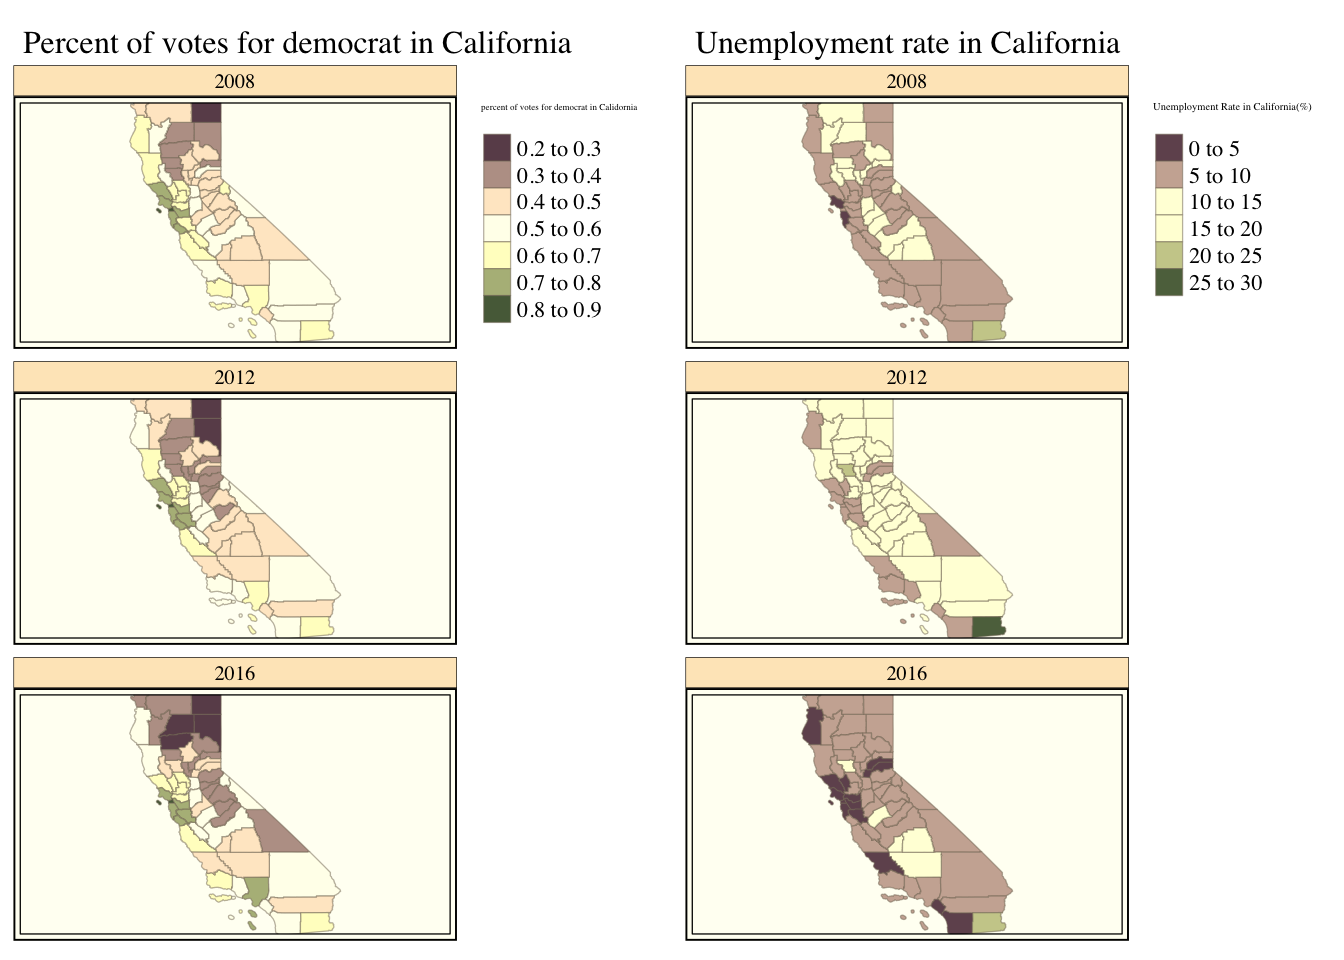 Percent of votes for democrat in California
2008
percent of votes for democrat in Calidornia
0.2 to 0.3
0.3 to 0.4
0.4 to 0.5
0.5 to 0.6
0.6 to 0.7
0.7 to 0.8
0.8 to 0.9
2012
2016
Unemployment rate in California
2008
Unemployment Rate in California(%)
0 to 5
5 to 10
10 to 15
15 to 20
20 to 25
25 to 30
2012
2016